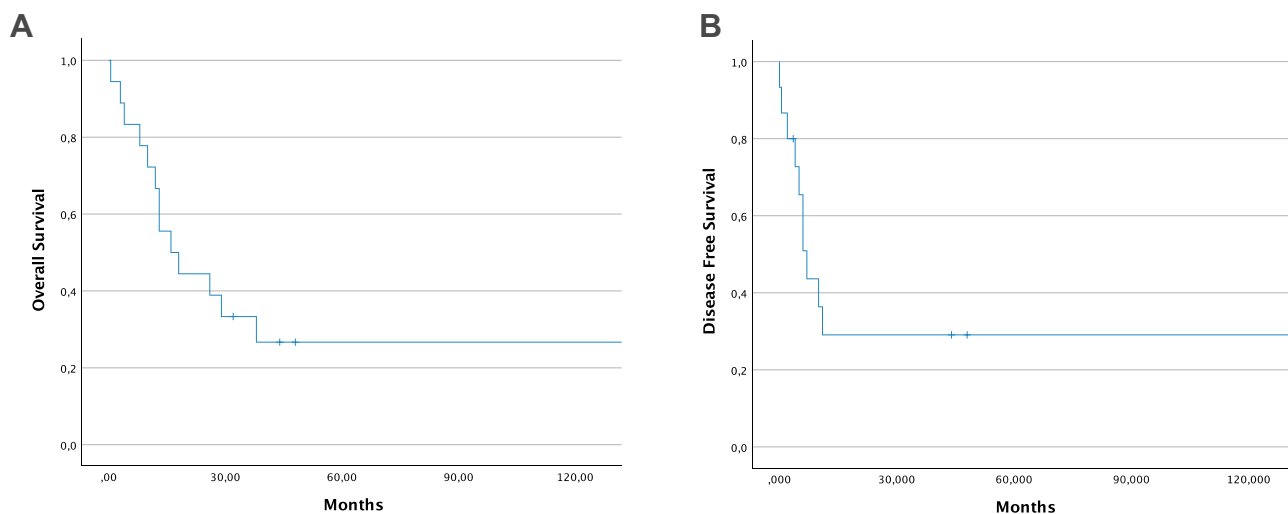 A
Overall Survival
1,0
0,8
0,6
0,4
0,2
0,0
,00 30,00 60,00 90,00 120,00
Months
B
Disease Free Survival
1,0
0,8
0,6
0,4
0,2
0,0
,000 30,000 60,000 90,000 120,000
Months